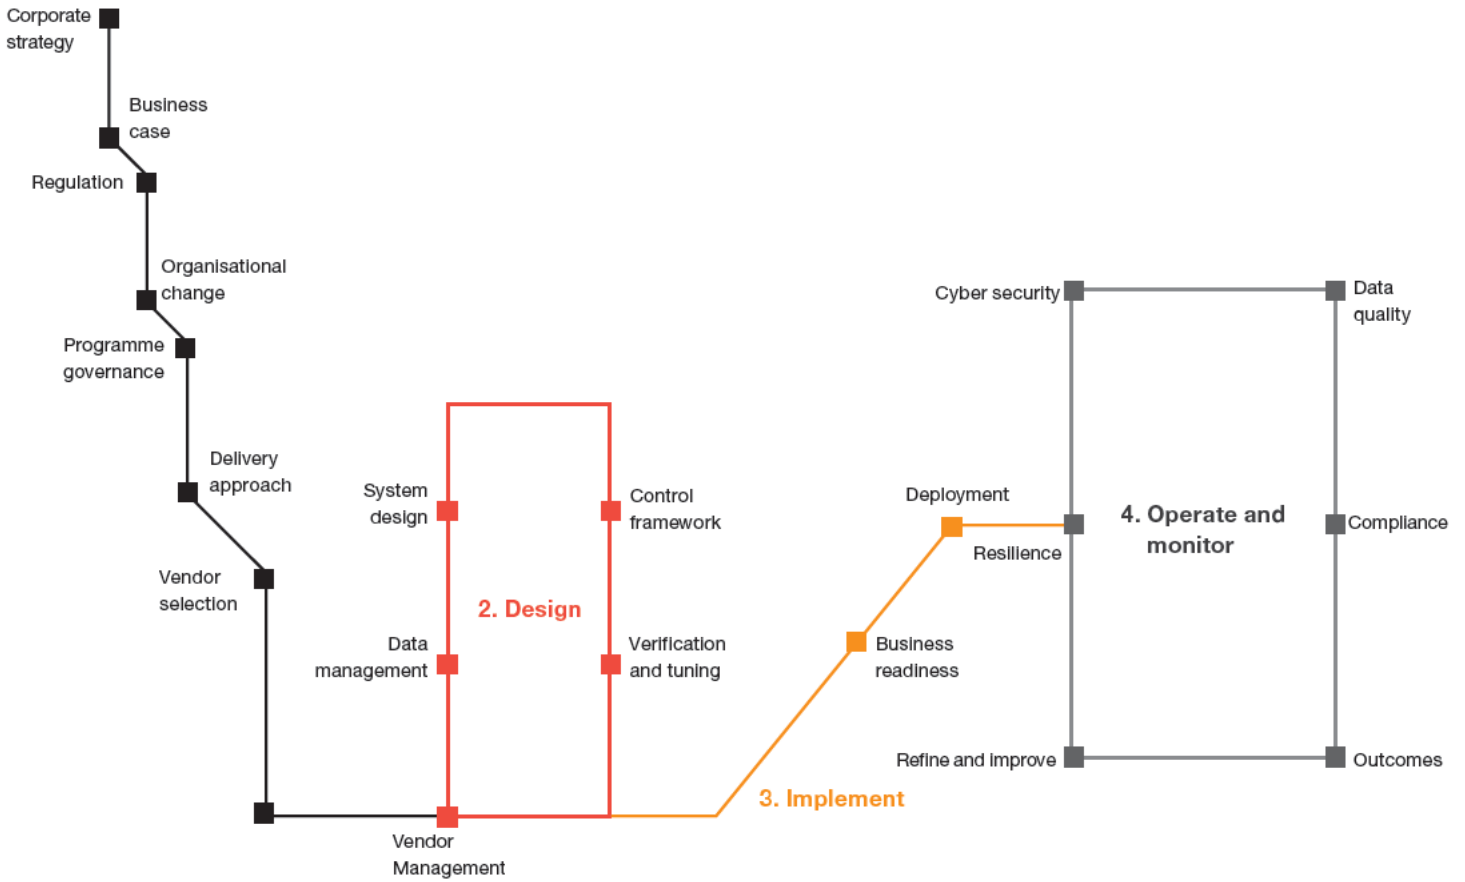 Corporate
strategy
Business
case
Regulation
Organisational
change
Programme
governance
Delivery
approach
Vendor
selection
System
design
Control
framework
2. Design
Data
management
Verification
and tuning
Vendor
Management
3. Implement
Business
readiness
Deployment
Resilience
Cyber security
Data
quality
4. Operate and
monitor
Compliance
Refine and improve
Outcomes